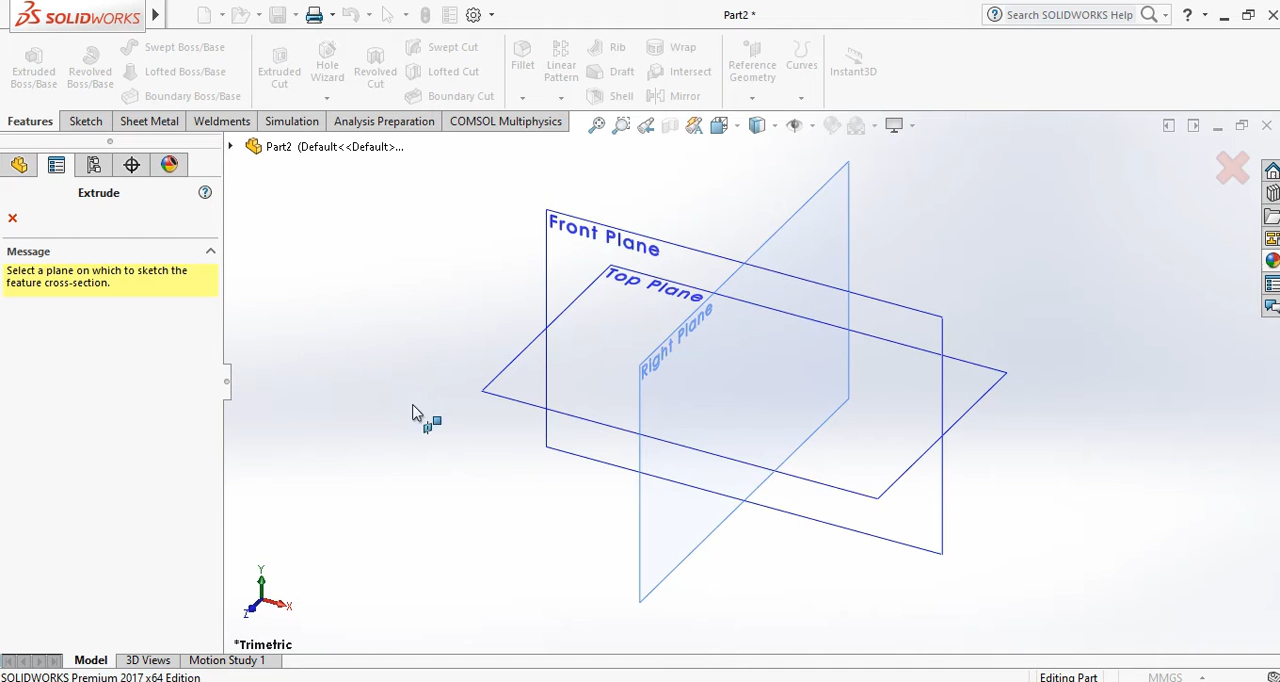 SOLIDWORKS
Part2 *
Search SOLIDWORKS Help
?
Extruded Boss/Base
Revolved Boss/Base
Swept Boss/Base
Lofted Boss/Base
Boundary Boss/Base
Extruded Cut
Hole Wizard
Revolved Cut
Swept Cut
Lofted Cut
Boundary Cut
Fillet
Linear Pattern
Rib
Draft
Shell
Wrap
Intersect
Mirror
Reference Geometry
Curves
Instant3D
Features
Sketch
Sheet Metal
Weldments
Simulation
Analysis Preparation
COMSOL Multiphysics
Part2 (Default<<Default>...
Extrude
Message
Select a plane on which to sketch the
feature cross-section.
Front Plane
Top Plane
Right Plane
Y
X
Z
*Trimetric
Model
3D Views
Motion Study 1
SOLIDWORKS Premium 2017 x64 Edition
Editing Part
MMGS